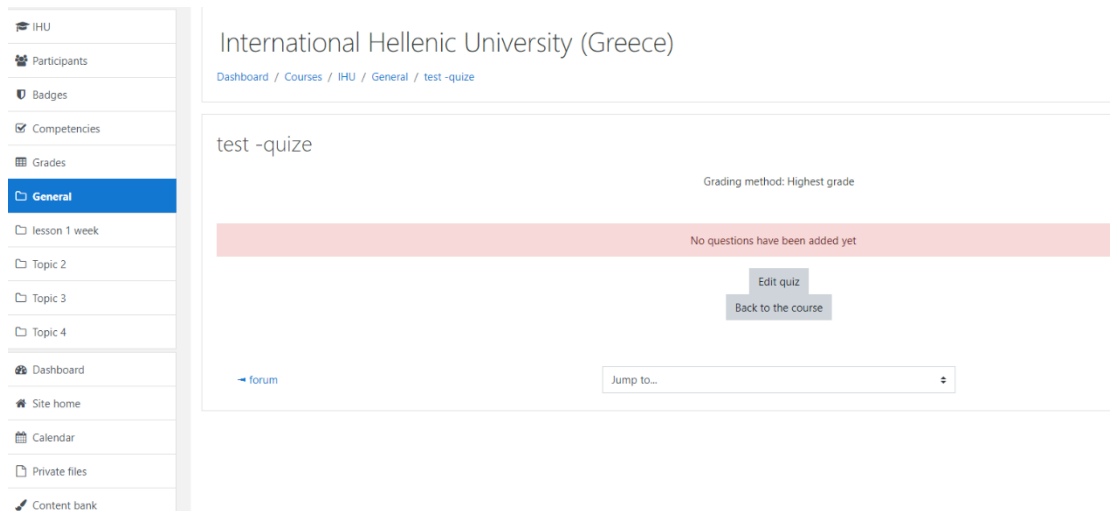 IHU
Participants
Badges
Competencies
Grades
General
lesson 1 week
Topic 2
Topic 3
Topic 4
Dashboard
Site home
Calendar
Private files
Content bank
International Hellenic University (Greece)
Dashboard / Courses / IHU / General / test -quize
test -quize
Grading method: Highest grade
No questions have been added yet
Edit quiz
Back to the course
◄ forum
Jump to...